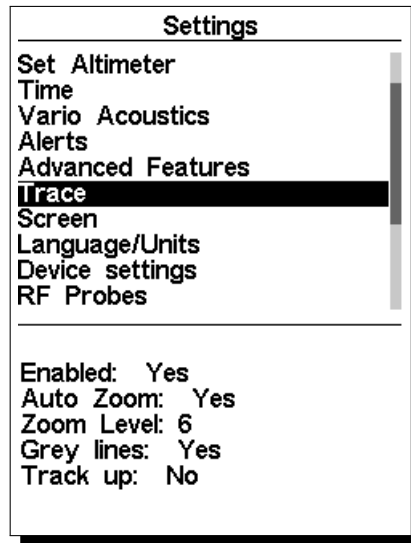 Settings
Set Altimeter
Time
Vario Acoustics
Alerts
Advanced Features
Trace
Screen
Language/Units
Device settings
RF Probes
Enabled: Yes
Auto Zoom: Yes
Zoom Level: 6
Grey lines: Yes
Track up: No